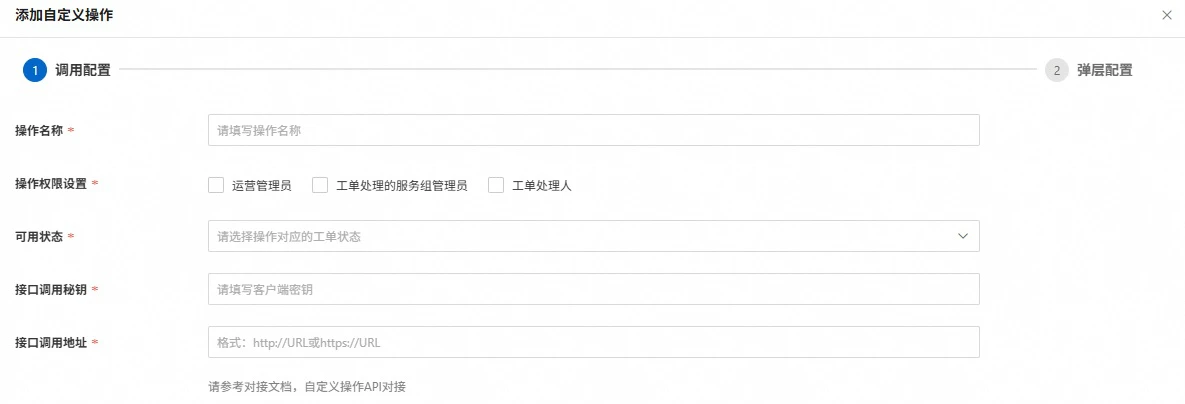 添加自定义操作
1 调用配置 2 弹层配置
操作名称 * 请填写操作名称
操作权限设置 * 运营管理员 工单处理的服务组管理员 工单处理人
可用状态 * 请选择操作对应的工单状态
接口调用秘钥 * 请填写客户端密钥
接口调用地址 * 格式：http://URL或https://URL
请参考对接文档，自定义操作API对接